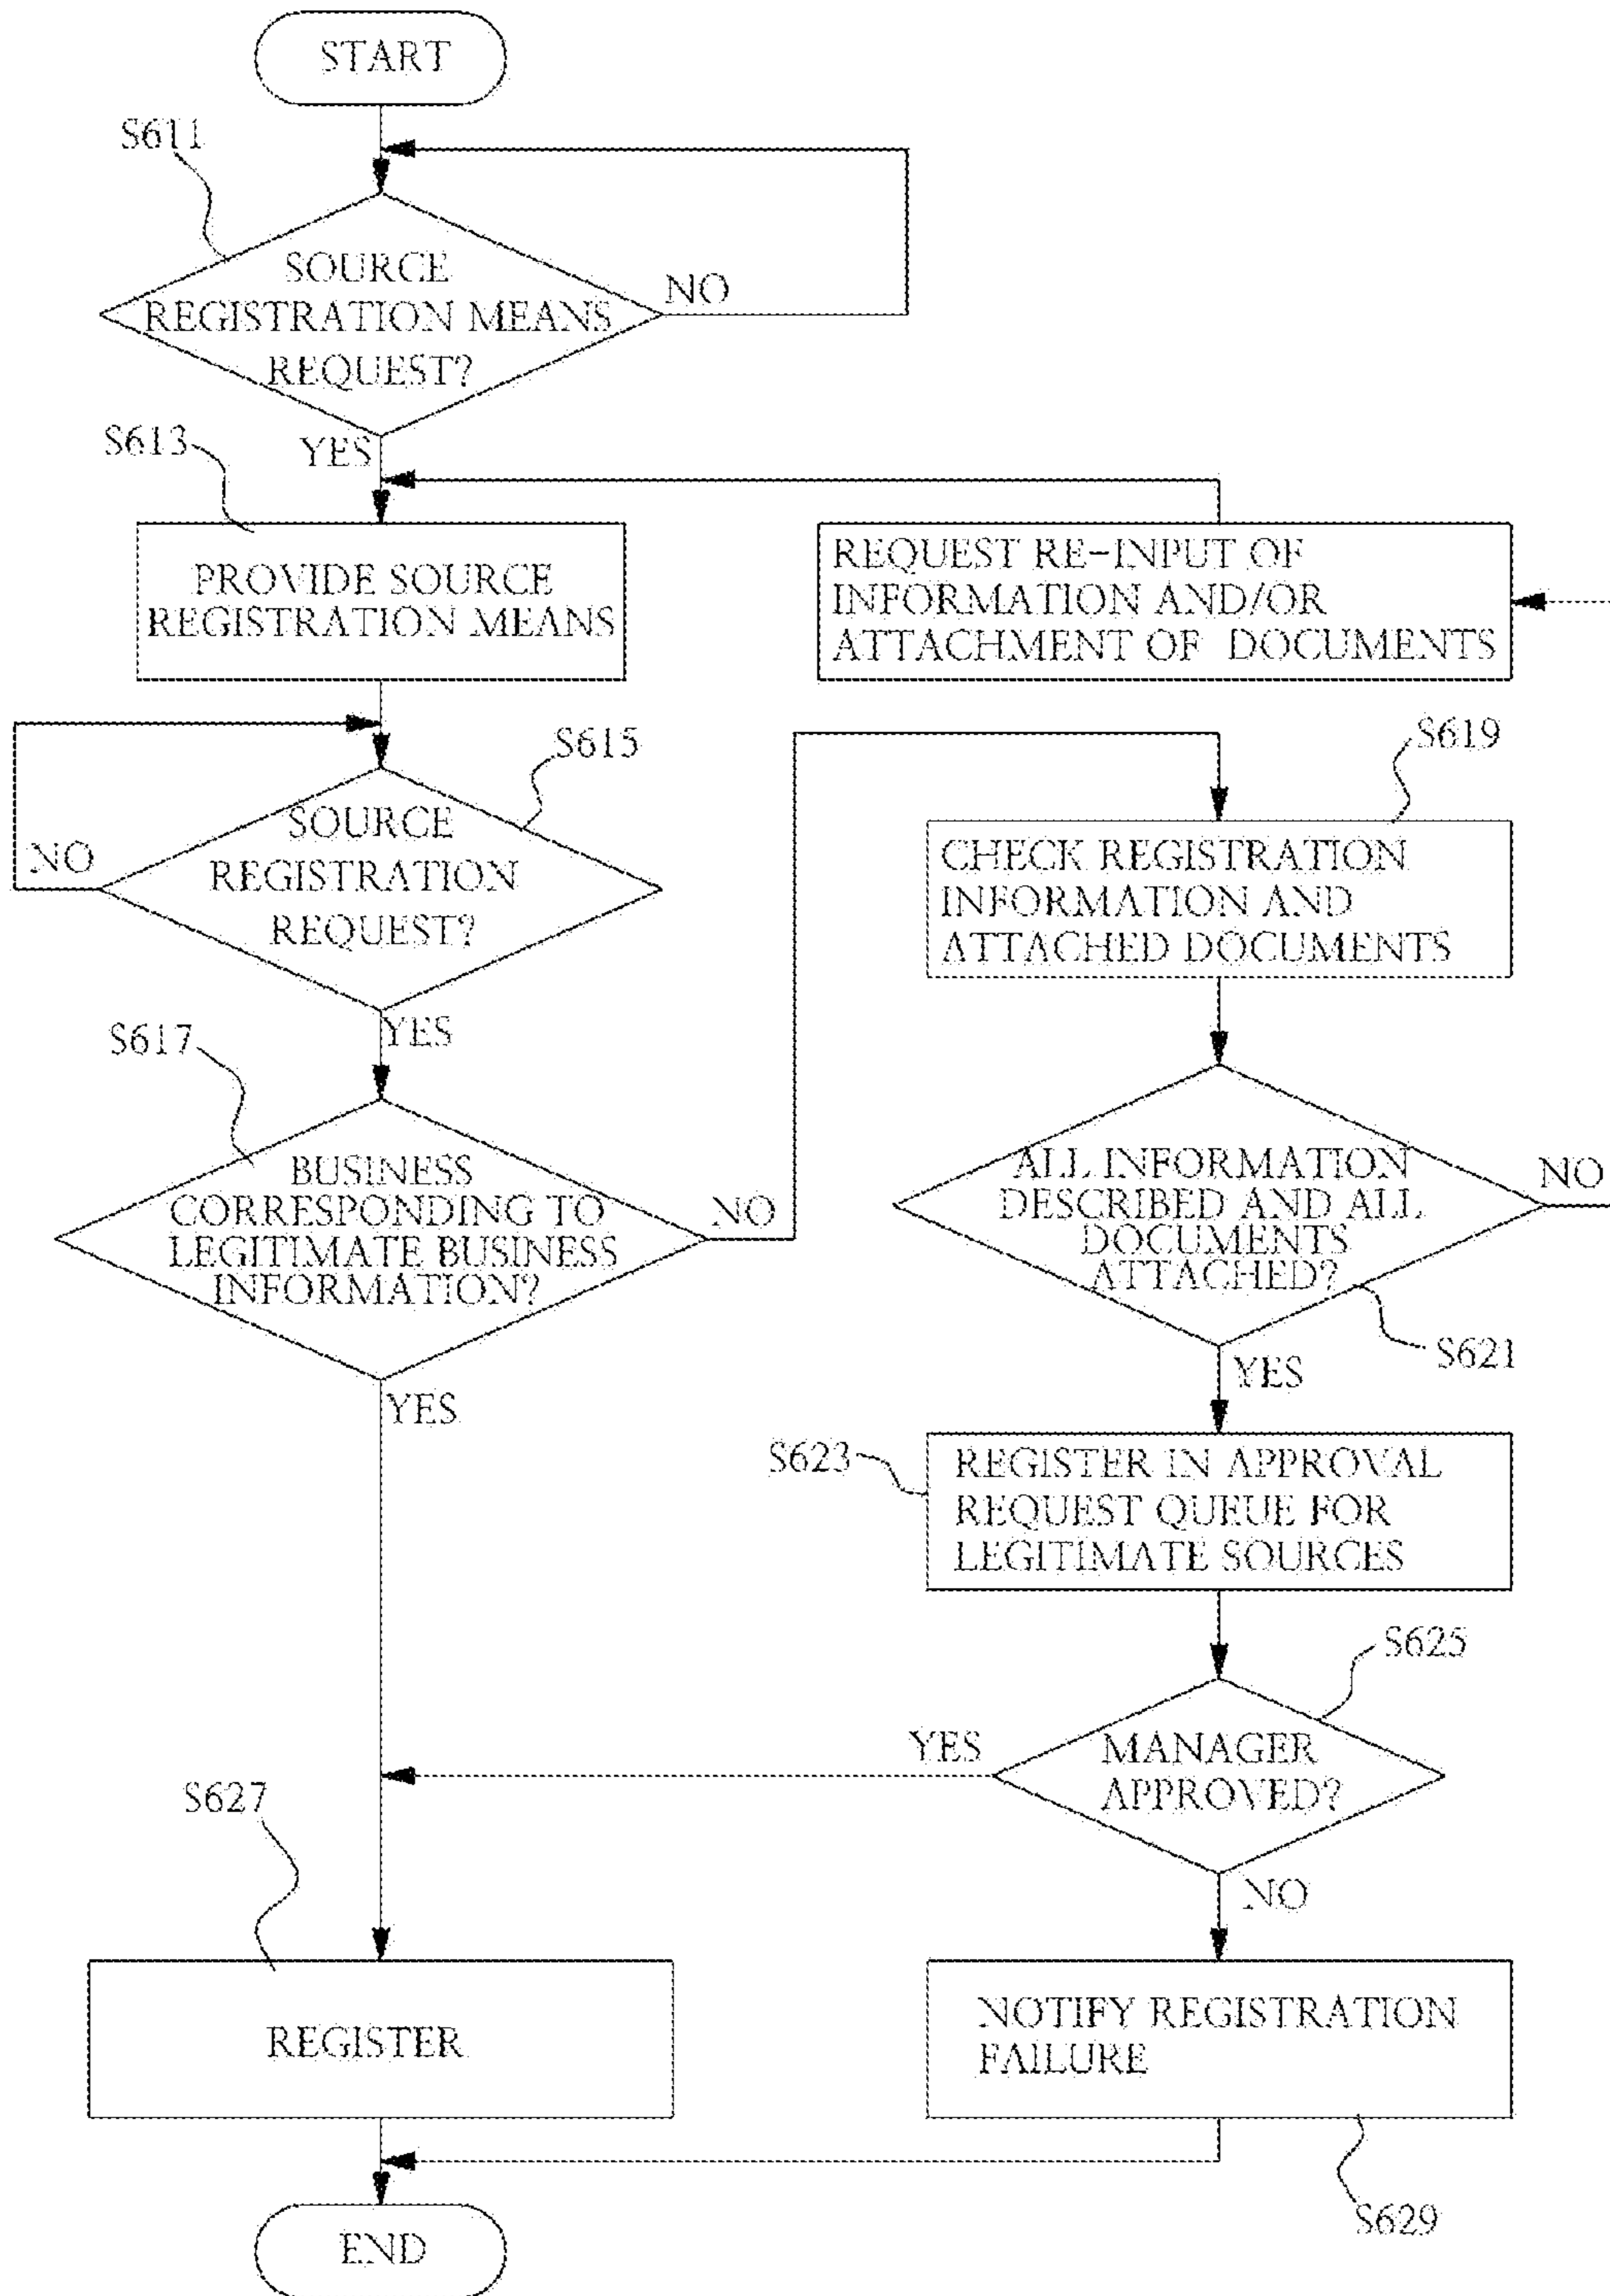 START
S611
SOURCE
REGISTRATION MEANS
REQUEST?
NO
YES
S613
PROVIDE SOURCE
REGISTRATION MEANS
REQUEST RE-INPUT OF
INFORMATION AND/OR
ATTACHMENT OF DOCUMENTS
S615
SOURCE
REGISTRATION
REQUEST?
NO
YES
S619
CHECK REGISTRATION
INFORMATION AND
ATTACHED DOCUMENTS
S617
BUSINESS
CORRESPONDING TO
LEGITIMATE BUSINESS
INFORMATION?
NO
YES
ALL INFORMATION
DESCRIBED AND ALL
DOCUMENTS
ATTACHED?
NO
S621
YES
S623
REGISTER IN APPROVAL
REQUEST QUEUE FOR
LEGITIMATE SOURCES
S625
MANAGER
APPROVED?
YES
NO
S627
REGISTER
NOTIFY REGISTRATION
FAILURE
S629
END